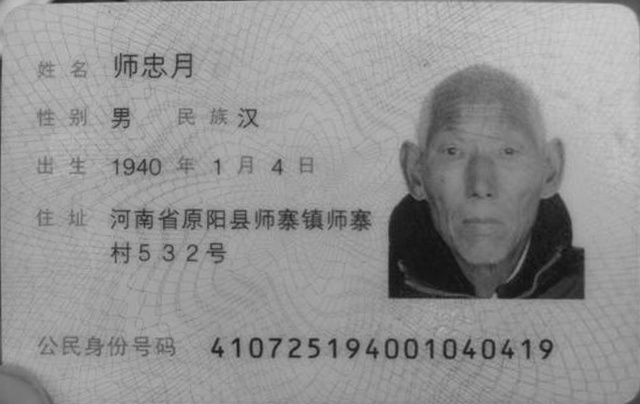 姓名 师忠月
性别 男 民族 汉
出生 1940 年 1 月 4 日
住址 河南省原阳县师寨镇师寨
村532号
公民身份号码 410725194001040419